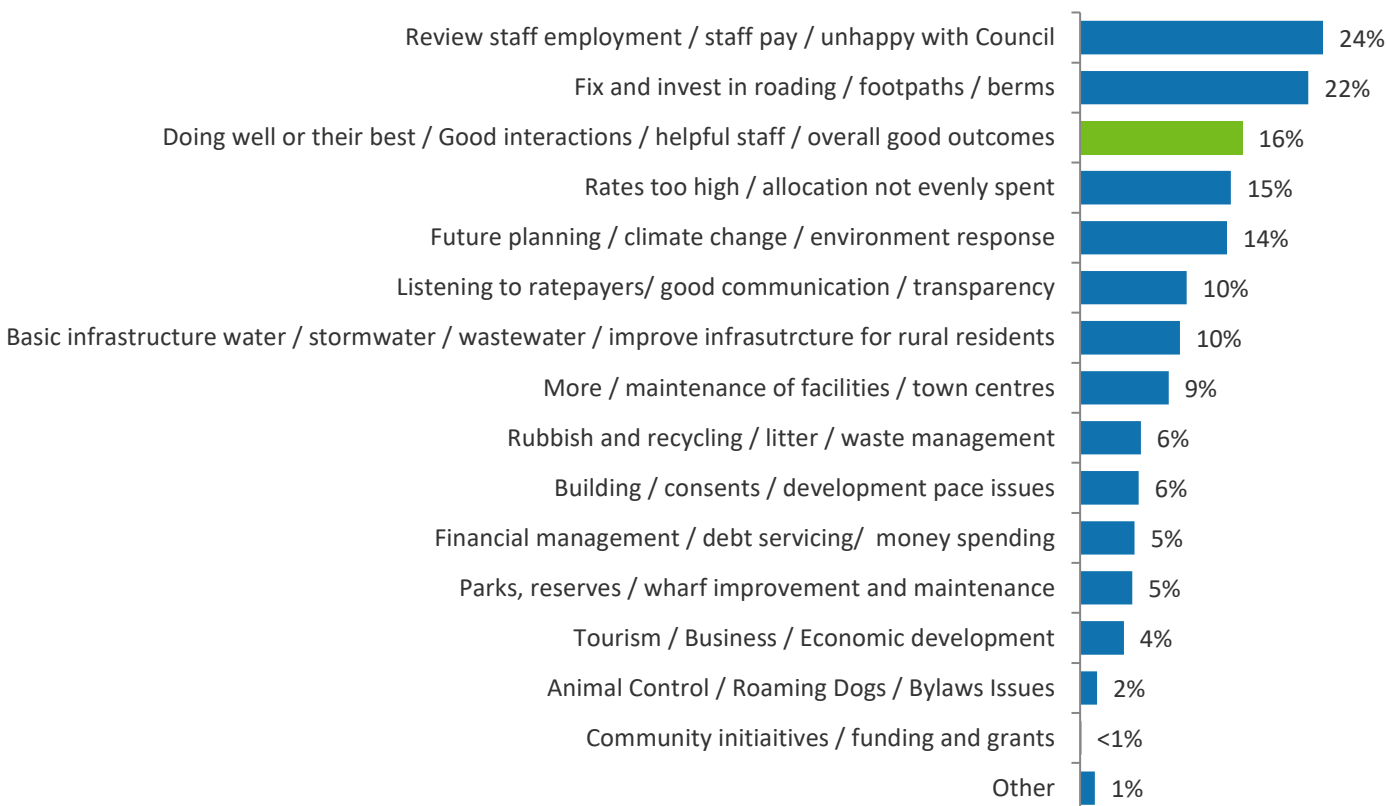 Review staff employment / staff pay / unhappy with Council 24%
Fix and invest in roading / footpaths / berms 22%
Doing well or their best / Good interactions / helpful staff / overall good outcomes 16%
Rates too high / allocation not evenly spent 15%
Future planning / climate change / environment response 14%
Listening to ratepayers/ good communication / transparency 10%
Basic infrastructure water / stormwater / wastewater / improve infrasutrcture for rural residents 10%
More / maintenance of facilities / town centres 9%
Rubbish and recycling / litter / waste management 6%
Building / consents / development pace issues 6%
Financial management / debt servicing/  money spending 5%
Parks, reserves / wharf improvement and maintenance 5%
Tourism / Business / Economic development 4%
Animal Control / Roaming Dogs / Bylaws Issues 2%
Community initiaitives / funding and grants <1%
Other 1%